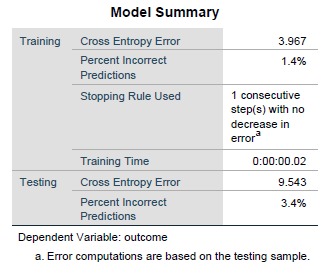 Model Summary
Training Cross Entropy Error 3.967
Percent Incorrect Predictions 1.4%
Stopping Rule Used 1 consecutive step(s) with no decrease in error^a
Training Time 0:00:00.02
Testing Cross Entropy Error 9.543
Percent Incorrect Predictions 3.4%
Dependent Variable: outcome
a. Error computations are based on the testing sample.